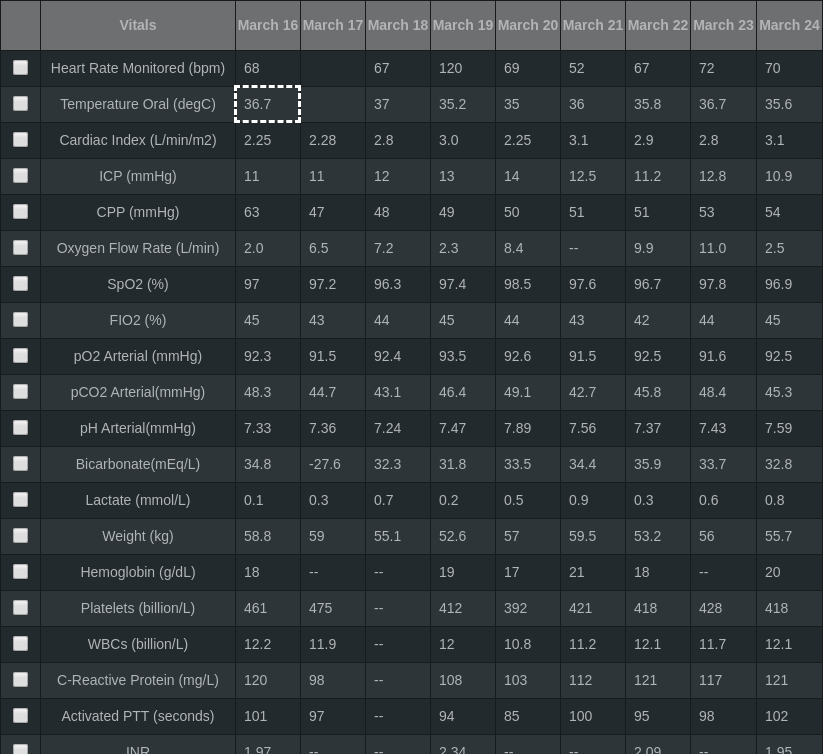 Vitals March 16 March 17 March 18 March 19 March 20 March 21 March 22 March 23 March 24
Heart Rate Monitored (bpm) 68 67 120 69 52 67 72 70
Temperature Oral (degC) 36.7 37 35.2 35 36 35.8 36.7 35.6
Cardiac Index (L/min/m2) 2.25 2.28 2.8 3.0 2.25 3.1 2.9 2.8 3.1
ICP (mmHg) 11 11 12 13 14 12.5 11.2 12.8 10.9
CPP (mmHg) 63 47 48 49 50 51 51 53 54
Oxygen Flow Rate (L/min) 2.0 6.5 7.2 2.3 8.4 -- 9.9 11.0 2.5
SpO2 (%) 97 97.2 96.3 97.4 98.5 97.6 96.7 97.8 96.9
FIO2 (%) 45 43 44 45 44 43 42 44 45
pO2 Arterial (mmHg) 92.3 91.5 92.4 93.5 92.6 91.5 92.5 91.6 92.5
pCO2 Arterial(mmHg) 48.3 44.7 43.1 46.4 49.1 42.7 45.8 48.4 45.3
pH Arterial(mmHg) 7.33 7.36 7.24 7.47 7.89 7.56 7.37 7.43 7.59
Bicarbonate(mEq/L) 34.8 -27.6 32.3 31.8 33.5 34.4 35.9 33.7 32.8
Lactate (mmol/L) 0.1 0.3 0.7 0.2 0.5 0.9 0.3 0.6 0.8
Weight (kg) 58.8 59 55.1 52.6 57 59.5 53.2 56 55.7
Hemoglobin (g/dL) 18 -- -- 19 17 21 18 -- 20
Platelets (billion/L) 461 475 -- 412 392 421 418 428 418
WBCs (billion/L) 12.2 11.9 -- 12 10.8 11.2 12.1 11.7 12.1
C-Reactive Protein (mg/L) 120 98 -- 108 103 112 121 117 121
Activated PTT (seconds) 101 97 -- 94 85 100 95 98 102
INR 1.97 -- -- 2.34 -- -- 2.09 -- 1.95